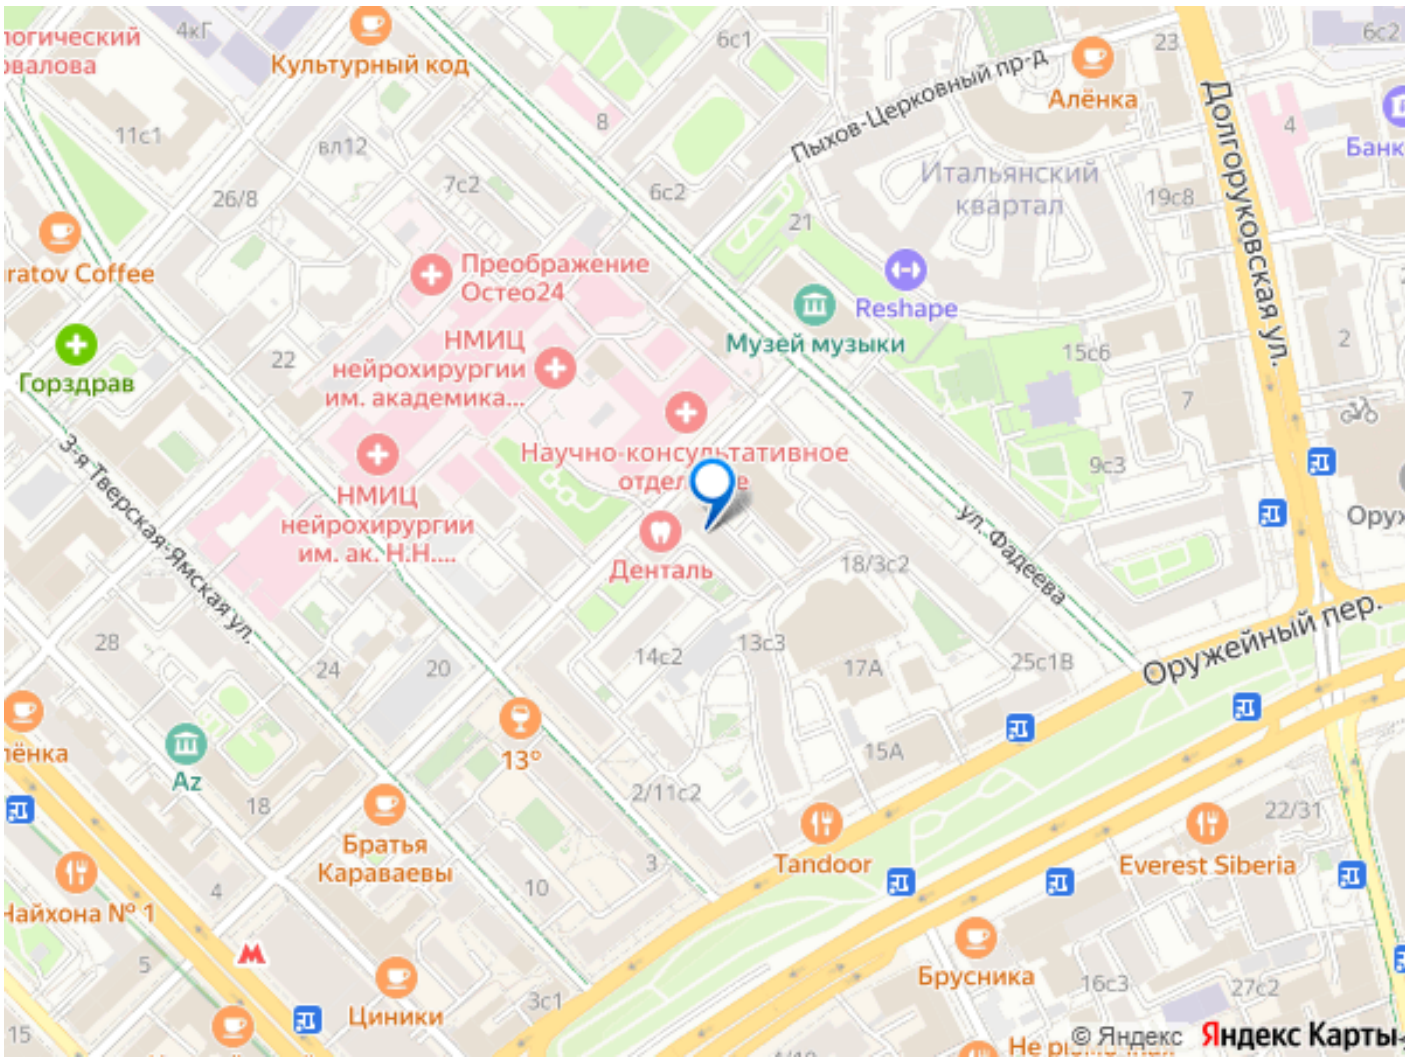 логический
овалова
4кГ
Культурный код
6с1
Пыхов-Церковный пр-д
23
Алёнка
6с2
Долгоруковская ул.
4
Банк
11с1
вл12
8
7с2
6с2
26/8
21
Итальянский
квартал
19с8
ratov Coffee
Преображение
Остео24
Reshape
Музей музыки
Горздрав
22
НМИЦ
нейрохирургии
им. академика...
15с6
2
7
3-я Тверская-Ямская ул.
НМИЦ
нейрохирургии
им. ак. Н.Н....
Научно-консультативное
9с3
ул. Фадеева
Оруж
Денталь
18/3с2
Оружейный пер.
28
24
20
14с2
13с3
17А
25с1В
лёнка
Az
13°
15А
18
2/11с2
22/31
Братья
Караваевы
3
Tandoor
Everest Siberia
4
10
Чайхона № 1
М
5
Брусника
16с3
27с2
Циники
3с1
15
© Яндекс
Яндекс Карты